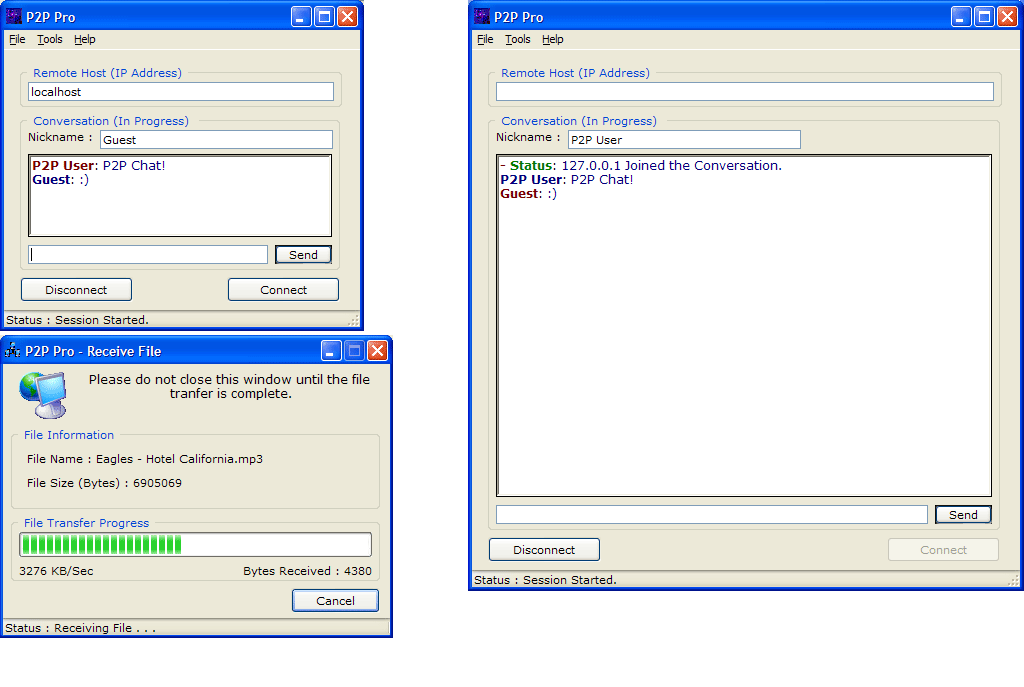 P2P Pro
File Tools Help
Remote Host (IP Address)
localhost
Conversation (In Progress)
Nickname : Guest
P2P User: P2P Chat!
Guest: :)
Send
Disconnect Connect
Status : Session Started.
P2P Pro - Receive File
Please do not close this window until the file
tranfer is complete.
File Information
File Name : Eagles - Hotel California.mp3
File Size (Bytes) : 6905069
File Transfer Progress
3276 KB/Sec Bytes Received : 4380
Cancel
Status : Receiving File . . .
P2P Pro
File Tools Help
Remote Host (IP Address)
Conversation (In Progress)
Nickname : P2P User
- Status: 127.0.0.1 Joined the Conversation.
P2P User: P2P Chat!
Guest: :)
Send
Disconnect Connect
Status : Session Started.